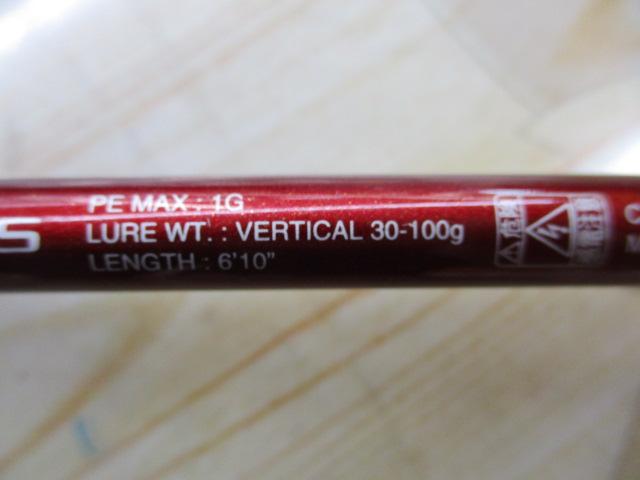 PE MAX : 1G
S LURE WT. : VERTICAL 30-100g
LENGTH : 6'10"